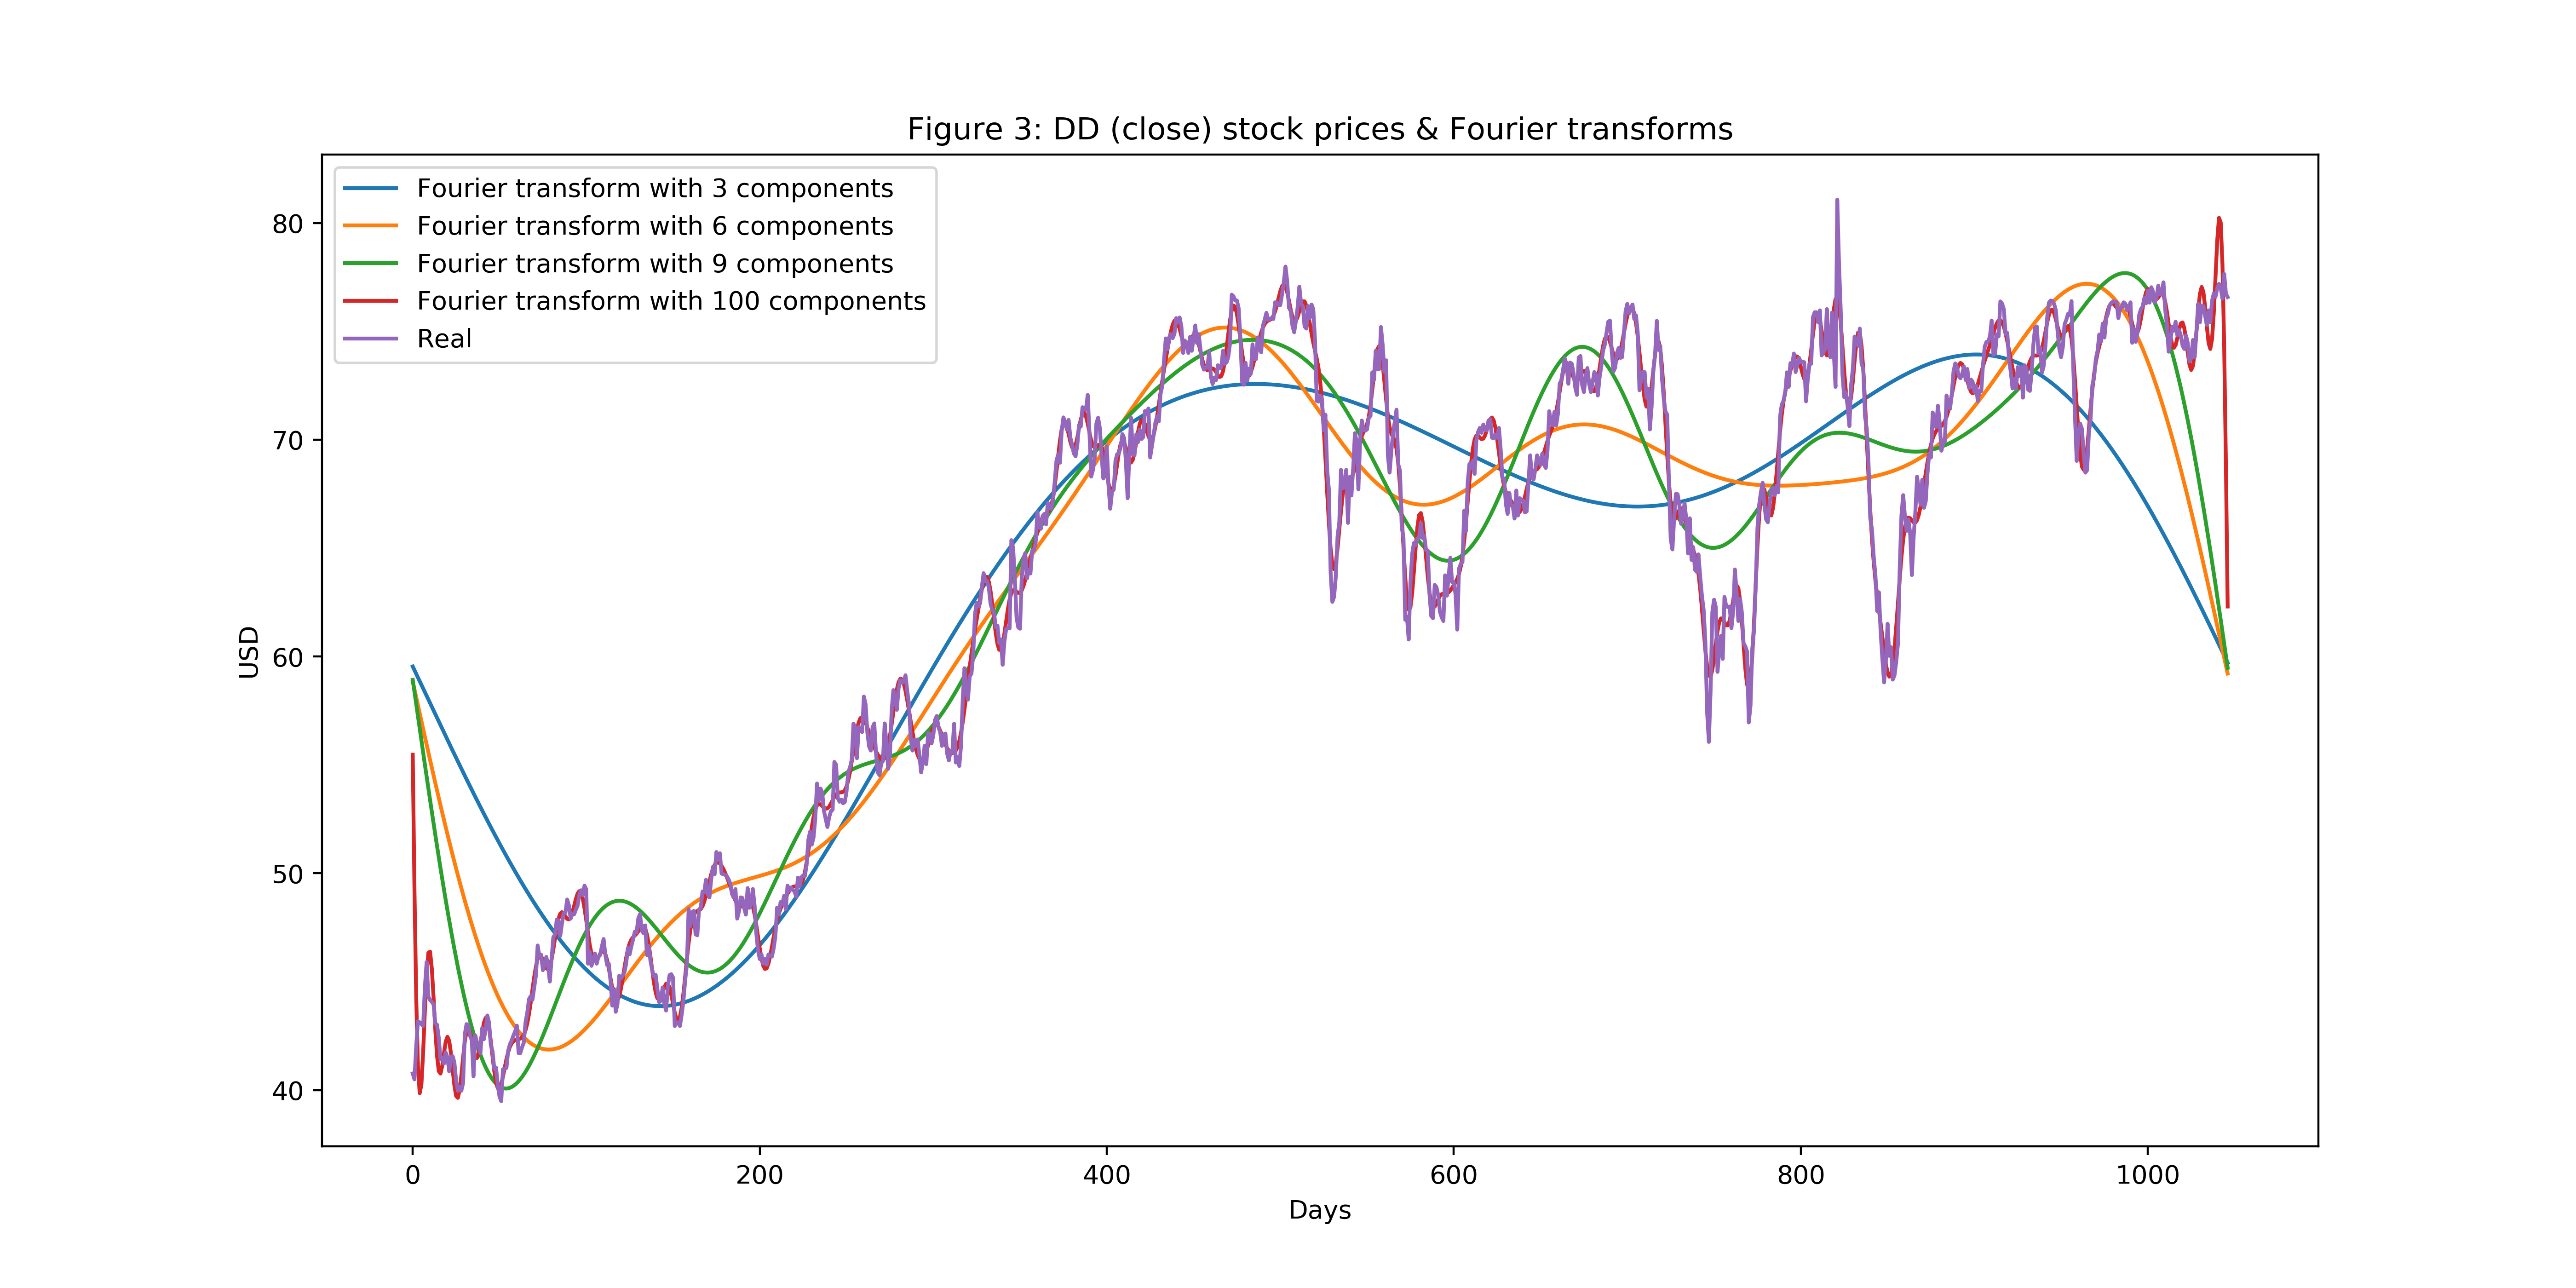 Figure 3: DD (close) stock prices & Fourier transforms
Fourier transform with 3 components
Fourier transform with 6 components
Fourier transform with 9 components
Fourier transform with 100 components
Real
USD
80
70
60
50
40
0 200 400 600 800 1000
Days